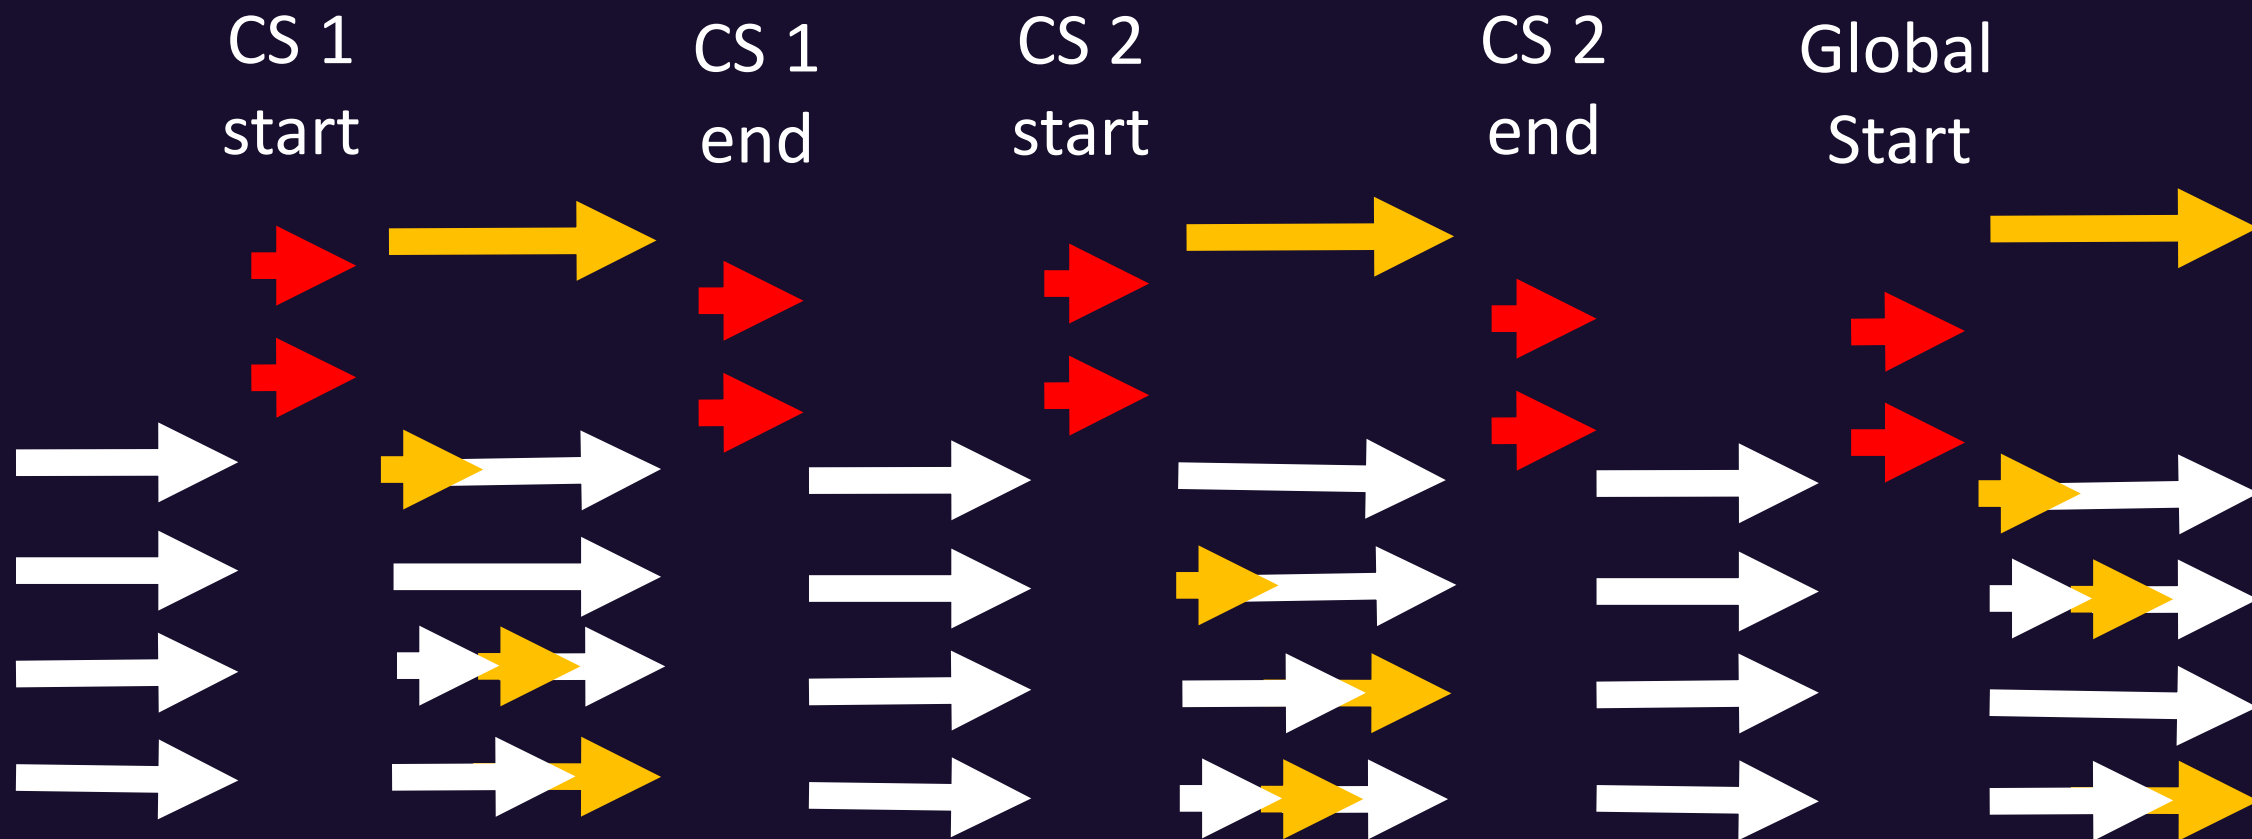 CS 1
start
CS 1
end
CS 2
start
CS 2
end
Global
Start